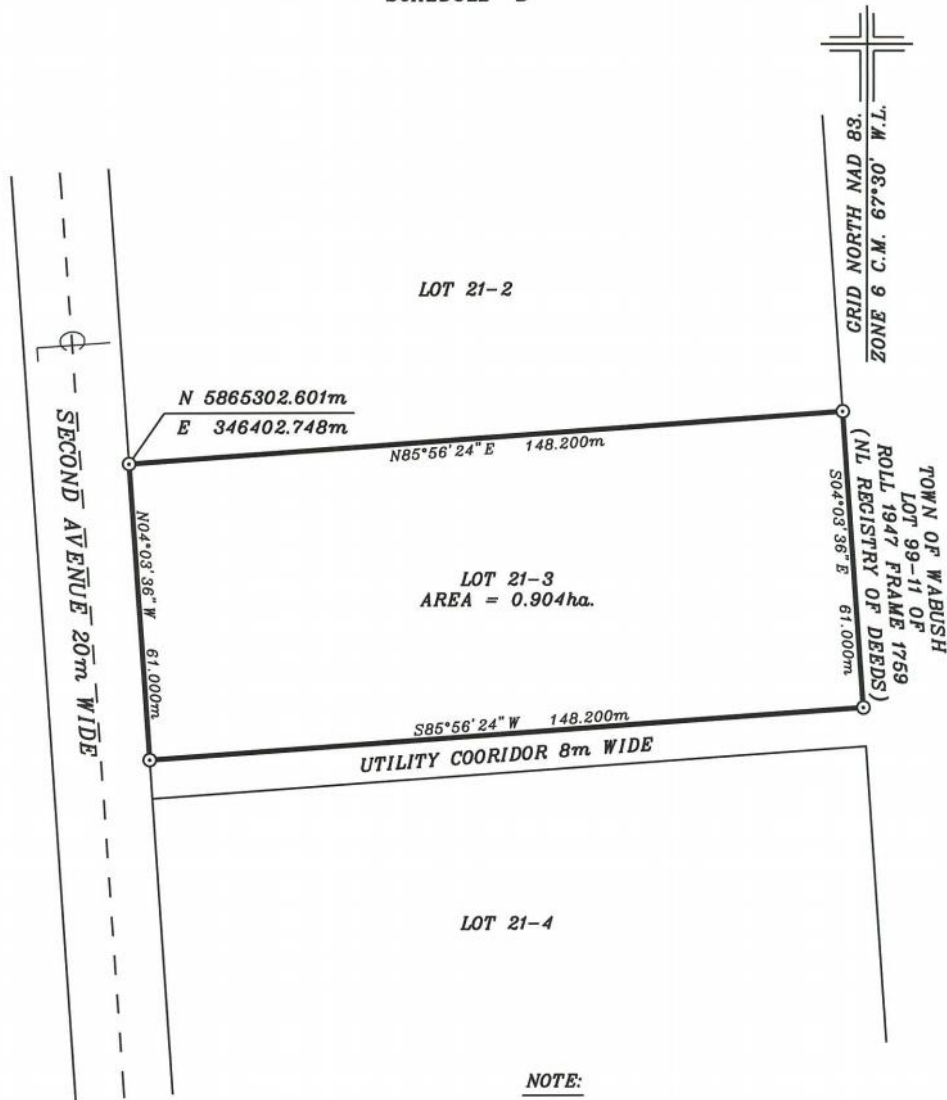 GRID NORTH NAD 83.
ZONE 6 C.M. 67°30' W.L.
LOT 21-2
N 5865302.601m
E 346402.748m
N85°56'24"E 148.200m
SECOND AVENUE 20m WIDE
N04°03'36"W 61.000m
LOT 21-3
AREA = 0.904ha.
S04°03'36"E 61.000m
TOWN OF WABUSH
LOT 99-11 OF
ROLL 1947 FRAME 1759
(NL REGISTRY OF DEEDS)
S85°56'24"W 148.200m
UTILITY COORIDOR 8m WIDE
LOT 21-4
NOTE: